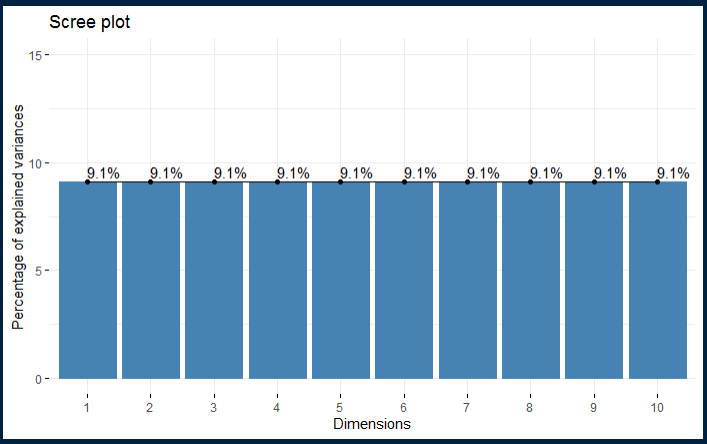 Scree plot
Percentage of explained variances
15
10
5
0
9.1% 9.1% 9.1% 9.1% 9.1% 9.1% 9.1% 9.1% 9.1% 9.1%
1 2 3 4 5 6 7 8 9 10
Dimensions